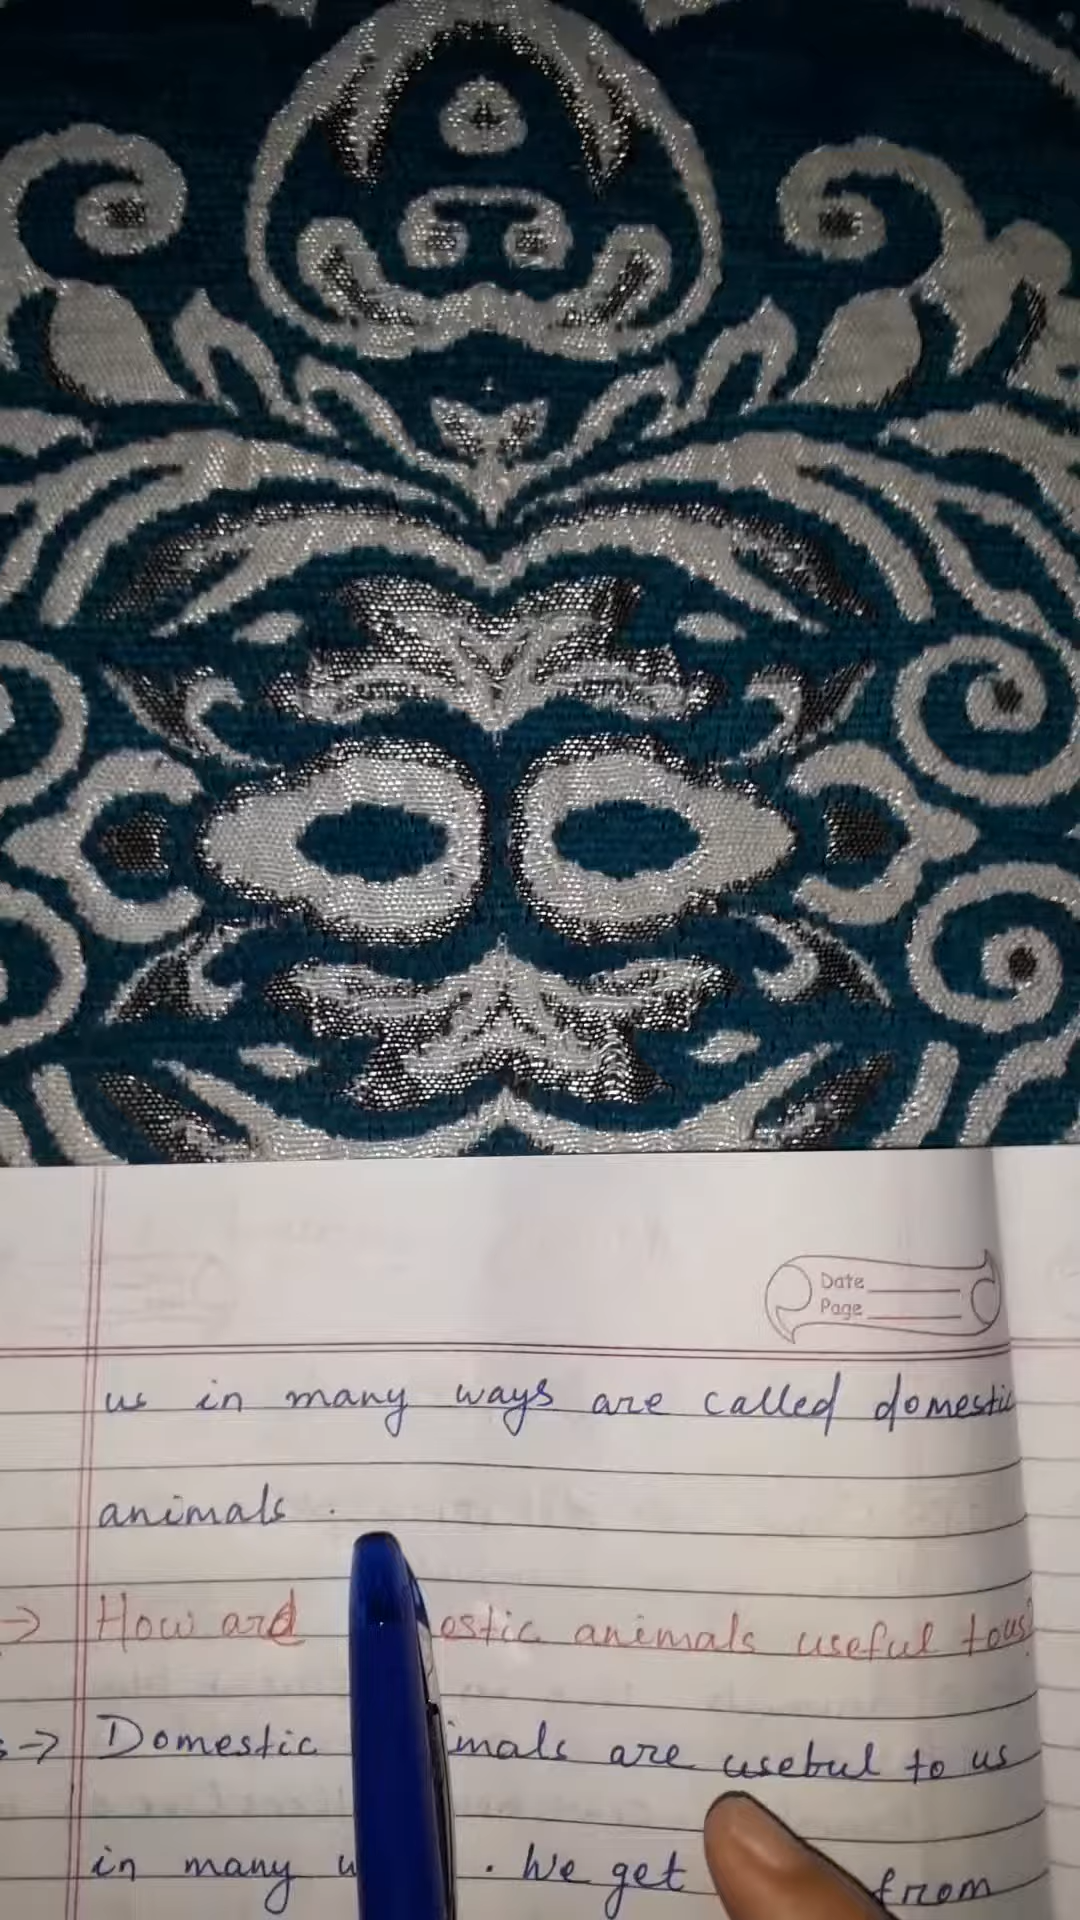 Date
Page
us in many ways are called domestic
animals .
→ How are estic animals useful to us?
s→ Domestic imals are usebul to us
in many w . We get from